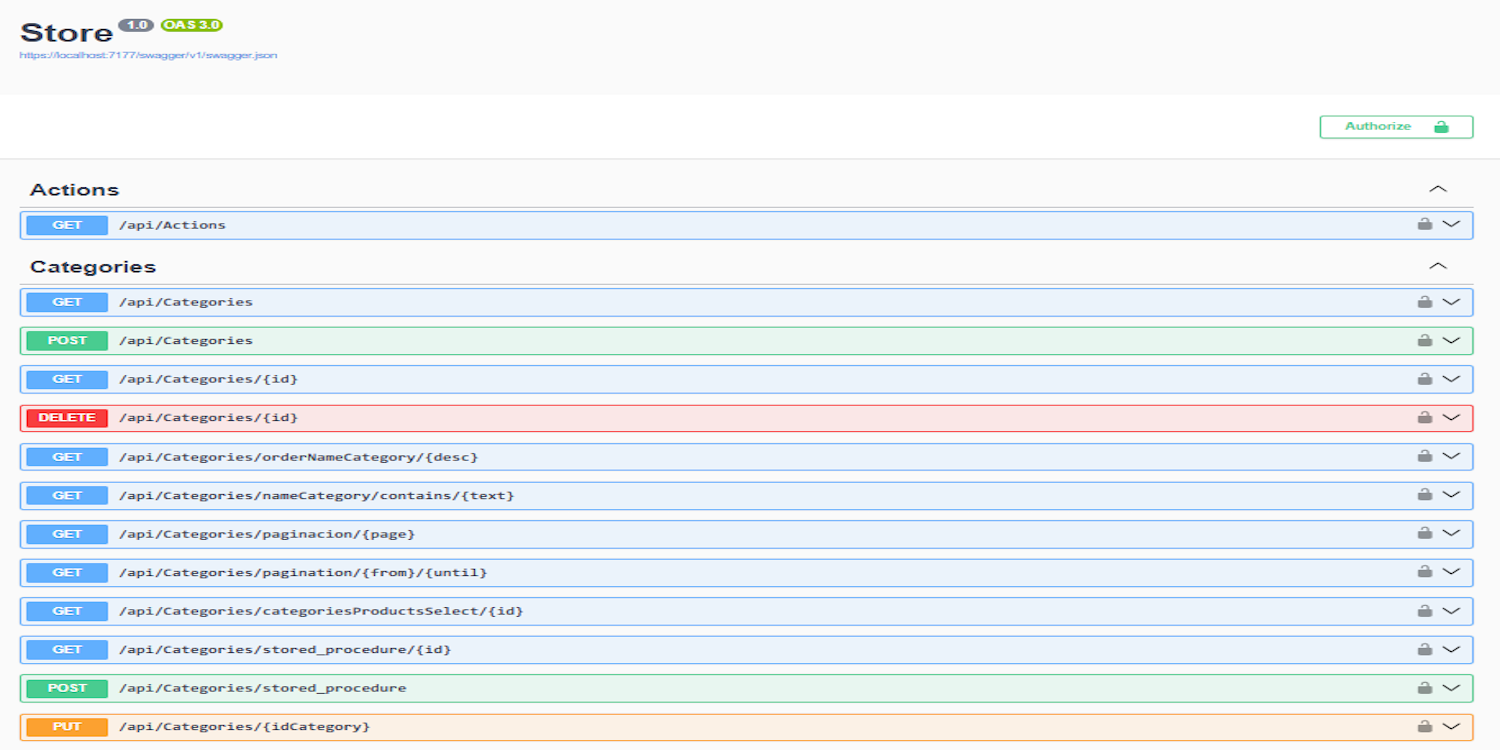 Store 1.0 OAS 3.0
https://localhost:7177/swagger/v1/swagger.json
Authorize
Actions
GET /api/Actions
Categories
GET /api/Categories
POST /api/Categories
GET /api/Categories/{id}
DELETE /api/Categories/{id}
GET /api/Categories/orderNameCategory/{desc}
GET /api/Categories/nameCategory/contains/{text}
GET /api/Categories/paginacion/{page}
GET /api/Categories/pagination/{from}/{until}
GET /api/Categories/categoriesProductsSelect/{id}
GET /api/Categories/stored_procedure/{id}
POST /api/Categories/stored_procedure
PUT /api/Categories/{idCategory}